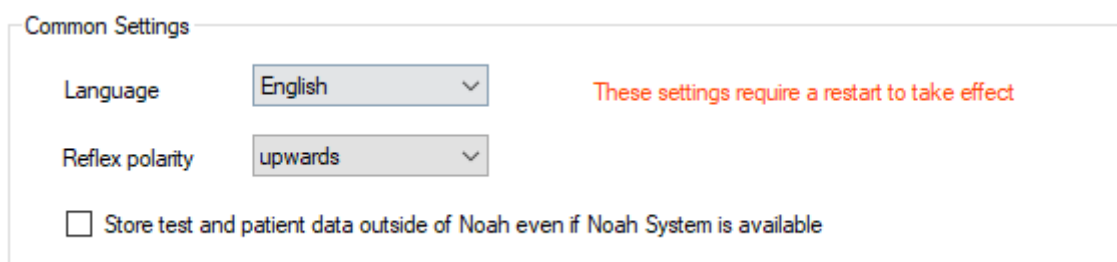 Common Settings
Language English These settings require a restart to take effect
Reflex polarity upwards
Store test and patient data outside of Noah even if Noah System is available